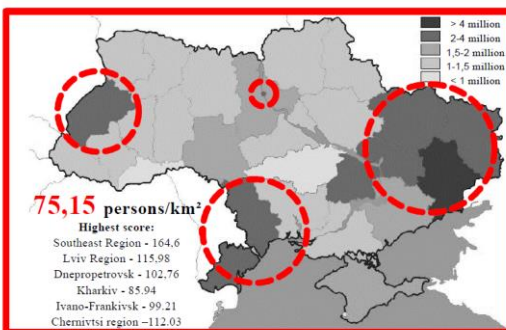 > 4 million
2-4 million
1,5-2 million
1-1,5 million
< 1 million
75,15 persons/km²
Highest score:
Southeast Region - 164,6
Lviv Region - 115,98
Dnepropetrovsk - 102,76
Kharkiv - 85.94
Ivano-Frankivsk - 99.21
Chernivtsi region –112.03